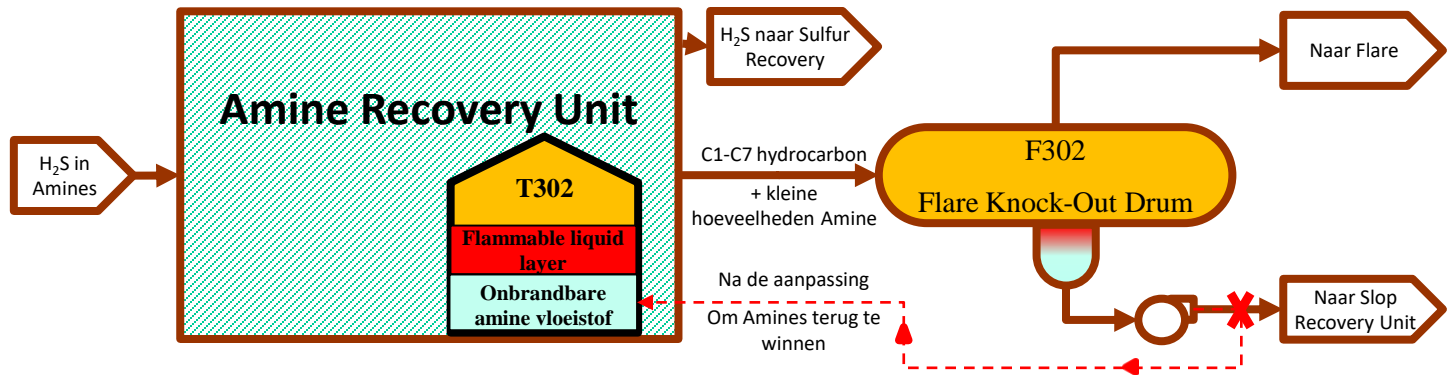 H₂S in
Amines
Amine Recovery Unit
T302
Flammable liquid
layer
Onbrandbare
amine vloeistof
H₂S naar Sulfur
Recovery
C1-C7 hydrocarbon
+ kleine
hoeveelheden Amine
Na de aanpassing
Om Amines terug te
winnen
F302
Flare Knock-Out Drum
Naar Flare
Naar Slop
Recovery Unit